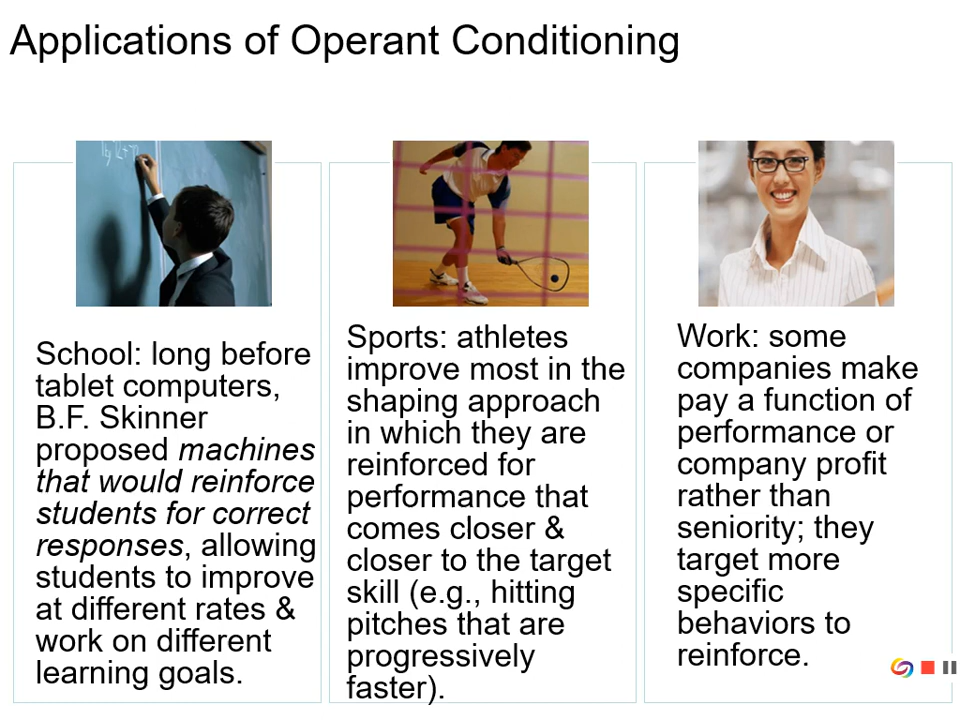 Applications of Operant Conditioning
School: long before
tablet computers,
B.F. Skinner
proposed machines
that would reinforce
students for correct
responses, allowing
students to improve
at different rates &
work on different
learning goals.
Sports: athletes
improve most in the
shaping approach
in which they are
reinforced for
performance that
comes closer &
closer to the target
skill (e.g., hitting
pitches that are
progressively
faster).
Work: some
companies make
pay a function of
performance or
company profit
rather than
seniority; they
target more
specific
behaviors to
reinforce.